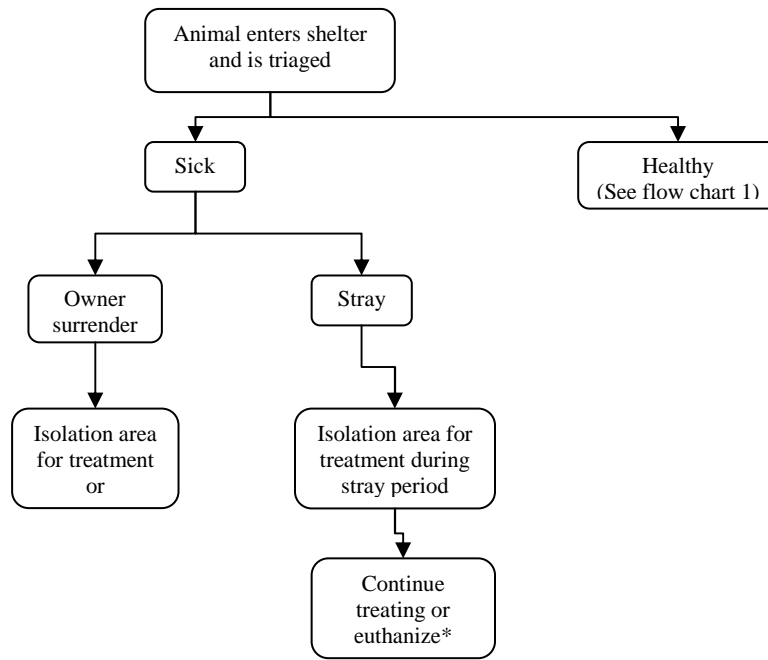 Animal enters shelter
and is triaged
Sick
Healthy
(See flow chart 1)
Owner
surrender
Stray
Isolation area
for treatment
or
Isolation area for
treatment during
stray period
Continue
treating or
euthanize*